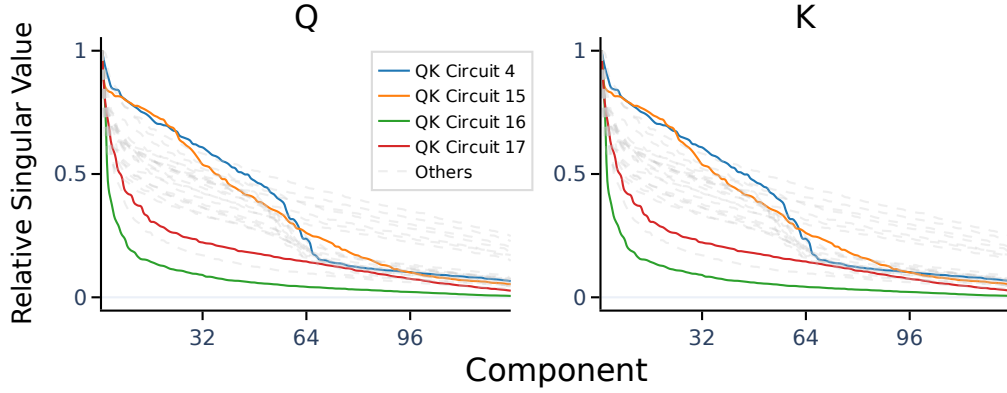 Q
K
Relative Singular Value
1
0.5
0
32
64
96
QK Circuit 4
QK Circuit 15
QK Circuit 16
QK Circuit 17
Others
1
0.5
0
32
64
96
Component